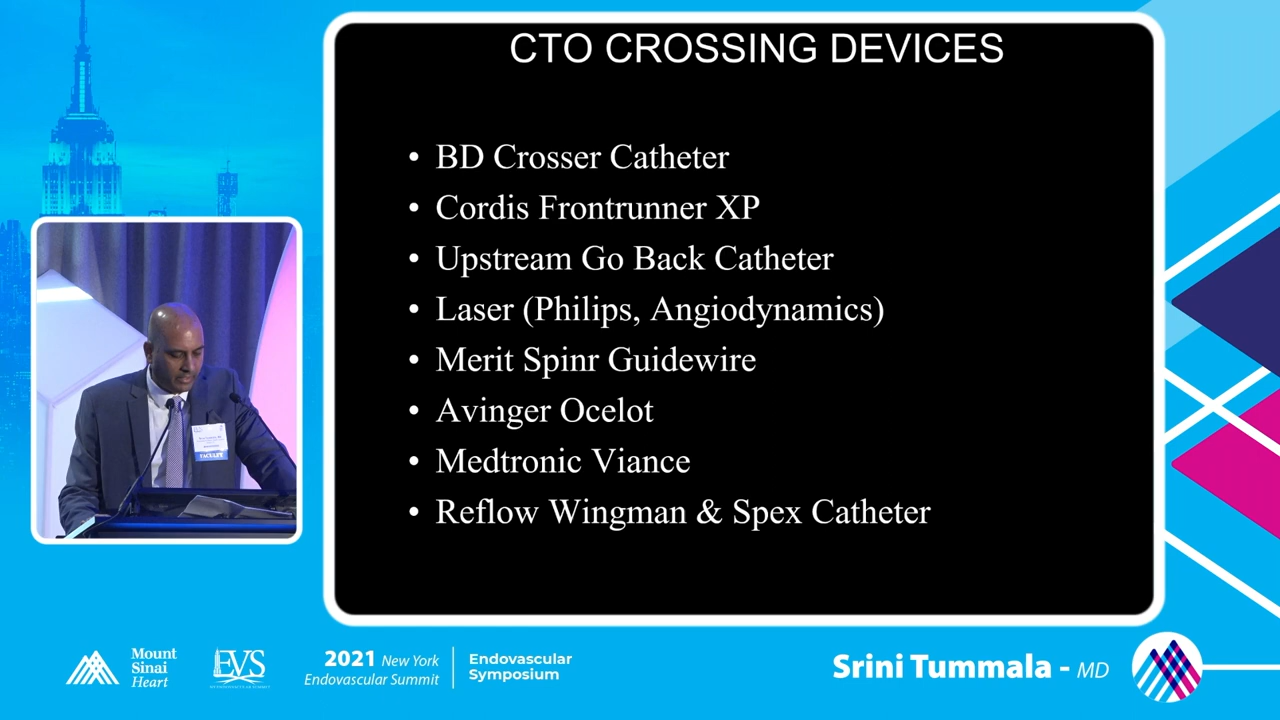 CTO CROSSING DEVICES
• BD Crosser Catheter
• Cordis Frontrunner XP
• Upstream Go Back Catheter
• Laser (Philips, Angiodynamics)
• Merit Spinr Guidewire
• Avinger Ocelot
• Medtronic Viance
• Reflow Wingman & Spex Catheter
FACULTY
Mount
Sinai
Heart
EVS
2021 New York
Endovascular Summit
Endovascular
Symposium
Srini Tummala - MD